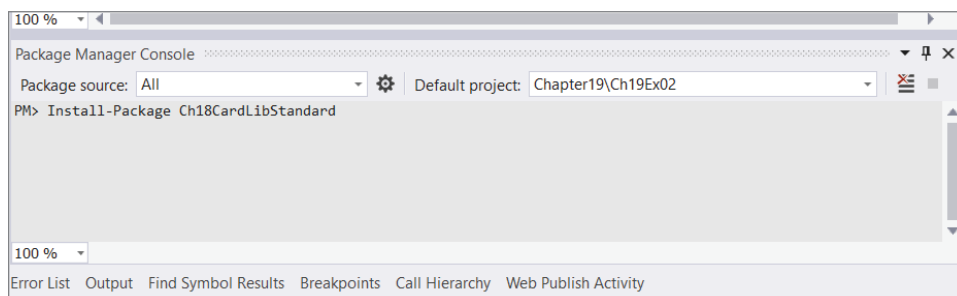 100 %
Package Manager Console
Package source: All Default project: Chapter19\Ch19Ex02
PM> Install-Package Ch18CardLibStandard
100 %
Error List Output Find Symbol Results Breakpoints Call Hierarchy Web Publish Activity